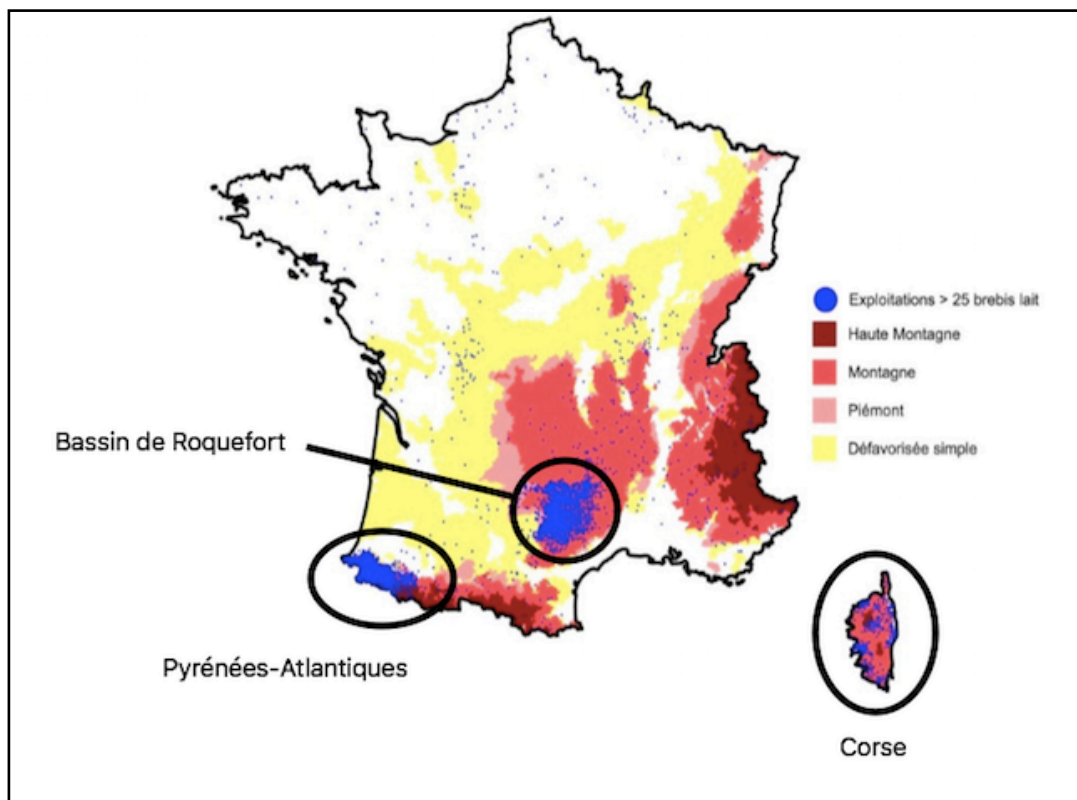 Exploitations > 25 brebis lait
Haute Montagne
Montagne
Piémont
Défavorisée simple
Bassin de Roquefort
Pyrénées-Atlantiques
Corse